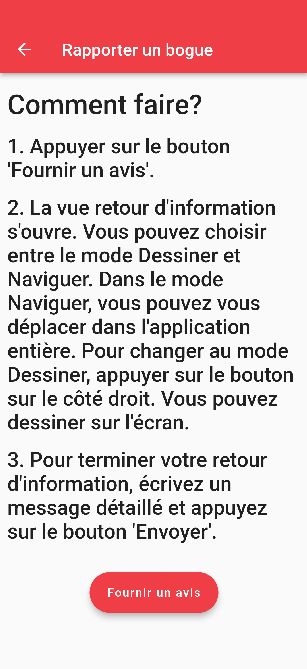 Rapporter un bogue
Comment faire?
1. Appuyer sur le bouton
'Fournir un avis'.
2. La vue retour d'information
s'ouvre. Vous pouvez choisir
entre le mode Dessiner et
Naviguer. Dans le mode
Naviguer, vous pouvez vous
déplacer dans l'application
entière. Pour changer au mode
Dessiner, appuyer sur le bouton
sur le côté droit. Vous pouvez
dessiner sur l'écran.
3. Pour terminer votre retour
d'information, écrivez un
message détaillé et appuyez
sur le bouton 'Envoyer'.
Fournir un avis